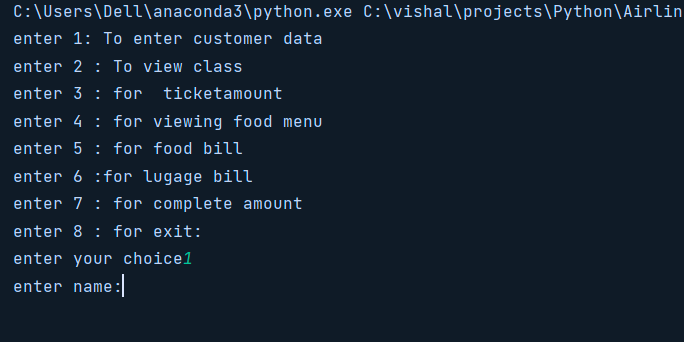 C:\Users\Dell\anaconda3\python.exe C:\vishal\projects\Python\Airlin
enter 1: To enter customer data
enter 2 : To view class
enter 3 : for  ticketamount
enter 4 : for viewing food menu
enter 5 : for food bill
enter 6 :for lugage bill
enter 7 : for complete amount
enter 8 : for exit:
enter your choice1
enter name: